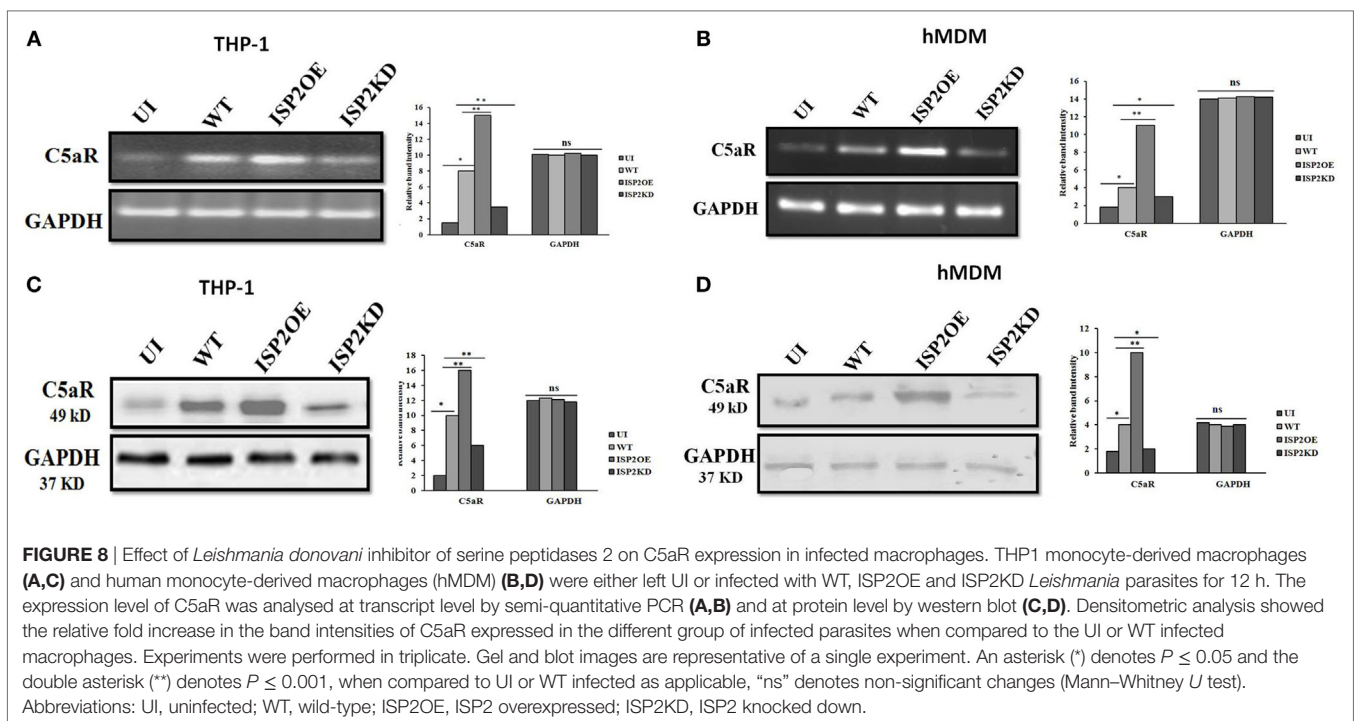 A
THP-1
UI
WT
ISP2OE
ISP2KD
C5aR
GAPDH
Relative band Intensity
16
14
12
10
8
6
4
2
0
* *
**
*
ns
C5aR
GAPDH
UI
WT
ISP2OE
ISP2KD
B
hMDM
UI
WT
ISP2OE
ISP2KD
C5aR
GAPDH
Relative band Intensity
16
14
12
10
8
6
4
2
0
*
**
*
ns
C5aR
GAPDH
UI
WT
ISP2OE
ISP2KD
C
THP-1
UI
WT
ISP2OE
ISP2KD
C5aR
49 kD
GAPDH
37 KD
Relative band Intensity
18
16
14
12
10
8
6
4
2
0
**
**
*
ns
C5aR
GAPDH
UI
WT
ISP2OE
ISP2KD
D
hMDM
UI
WT
ISP2OE
ISP2KD
C5aR
49 kD
GAPDH
37 KD
Relative band Intensity
12
10
8
6
4
2
0
*
**
*
ns
C5aR
GAPDH
UI
WT
ISP2OE
ISP2KD
FIGURE 8 | Effect of Leishmania donovani inhibitor of serine peptidases 2 on C5aR expression in infected macrophages. THP1 monocyte-derived macrophages
(A,C) and human monocyte-derived macrophages (hMDM) (B,D) were either left UI or infected with WT, ISP2OE and ISP2KD Leishmania parasites for 12 h. The
expression level of C5aR was analysed at transcript level by semi-quantitative PCR (A,B) and at protein level by western blot (C,D). Densitometric analysis showed
the relative fold increase in the band intensities of C5aR expressed in the different group of infected parasites when compared to the UI or WT infected
macrophages. Experiments were performed in triplicate. Gel and blot images are representative of a single experiment. An asterisk (*) denotes P ≤ 0.05 and the
double asterisk (**) denotes P ≤ 0.001, when compared to UI or WT infected as applicable, “ns” denotes non-significant changes (Mann–Whitney U test).
Abbreviations: UI, uninfected; WT, wild-type; ISP2OE, ISP2 overexpressed; ISP2KD, ISP2 knocked down.